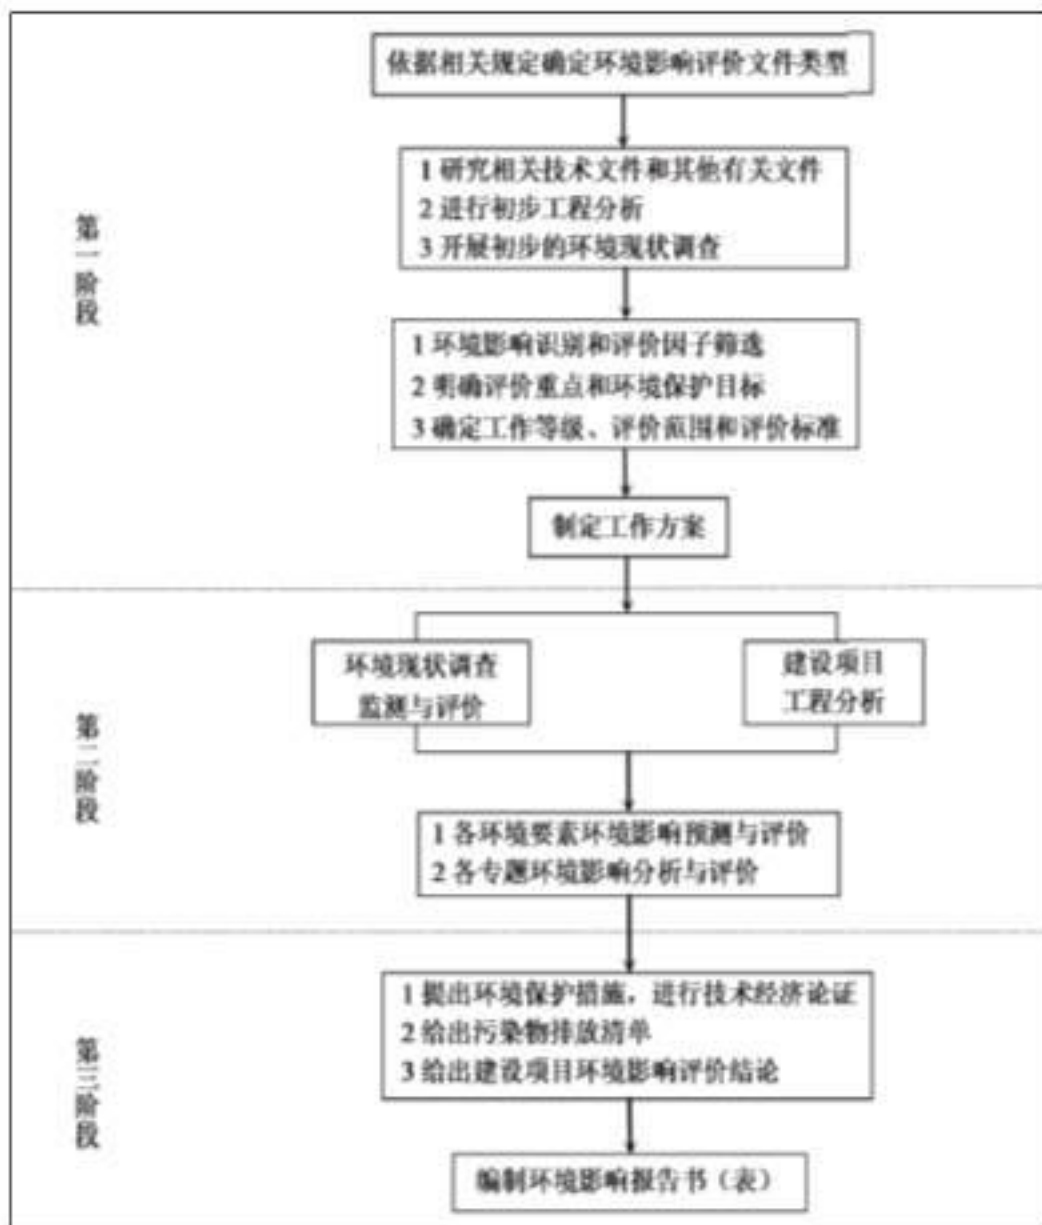 依据相关规定确定环境影响评价文件类型
1 研究相关技术文件和其他有关文件
2 进行初步工程分析
3 开展初步的环境现状调查
第一阶段
1 环境影响识别和评价因子筛选
2 明确评价重点和环境保护目标
3 确定工作等级、评价范围和评价标准
制定工作方案
环境现状调查
监测与评价
建设项目
工程分析
第二阶段
1 各环境要素环境影响预测与评价
2 各专题环境影响分析与评价
1 提出环境保护措施，进行技术经济论证
2 给出污染物排放清单
3 给出建设项目环境影响评价结论
第三阶段
编制环境影响报告书（表）